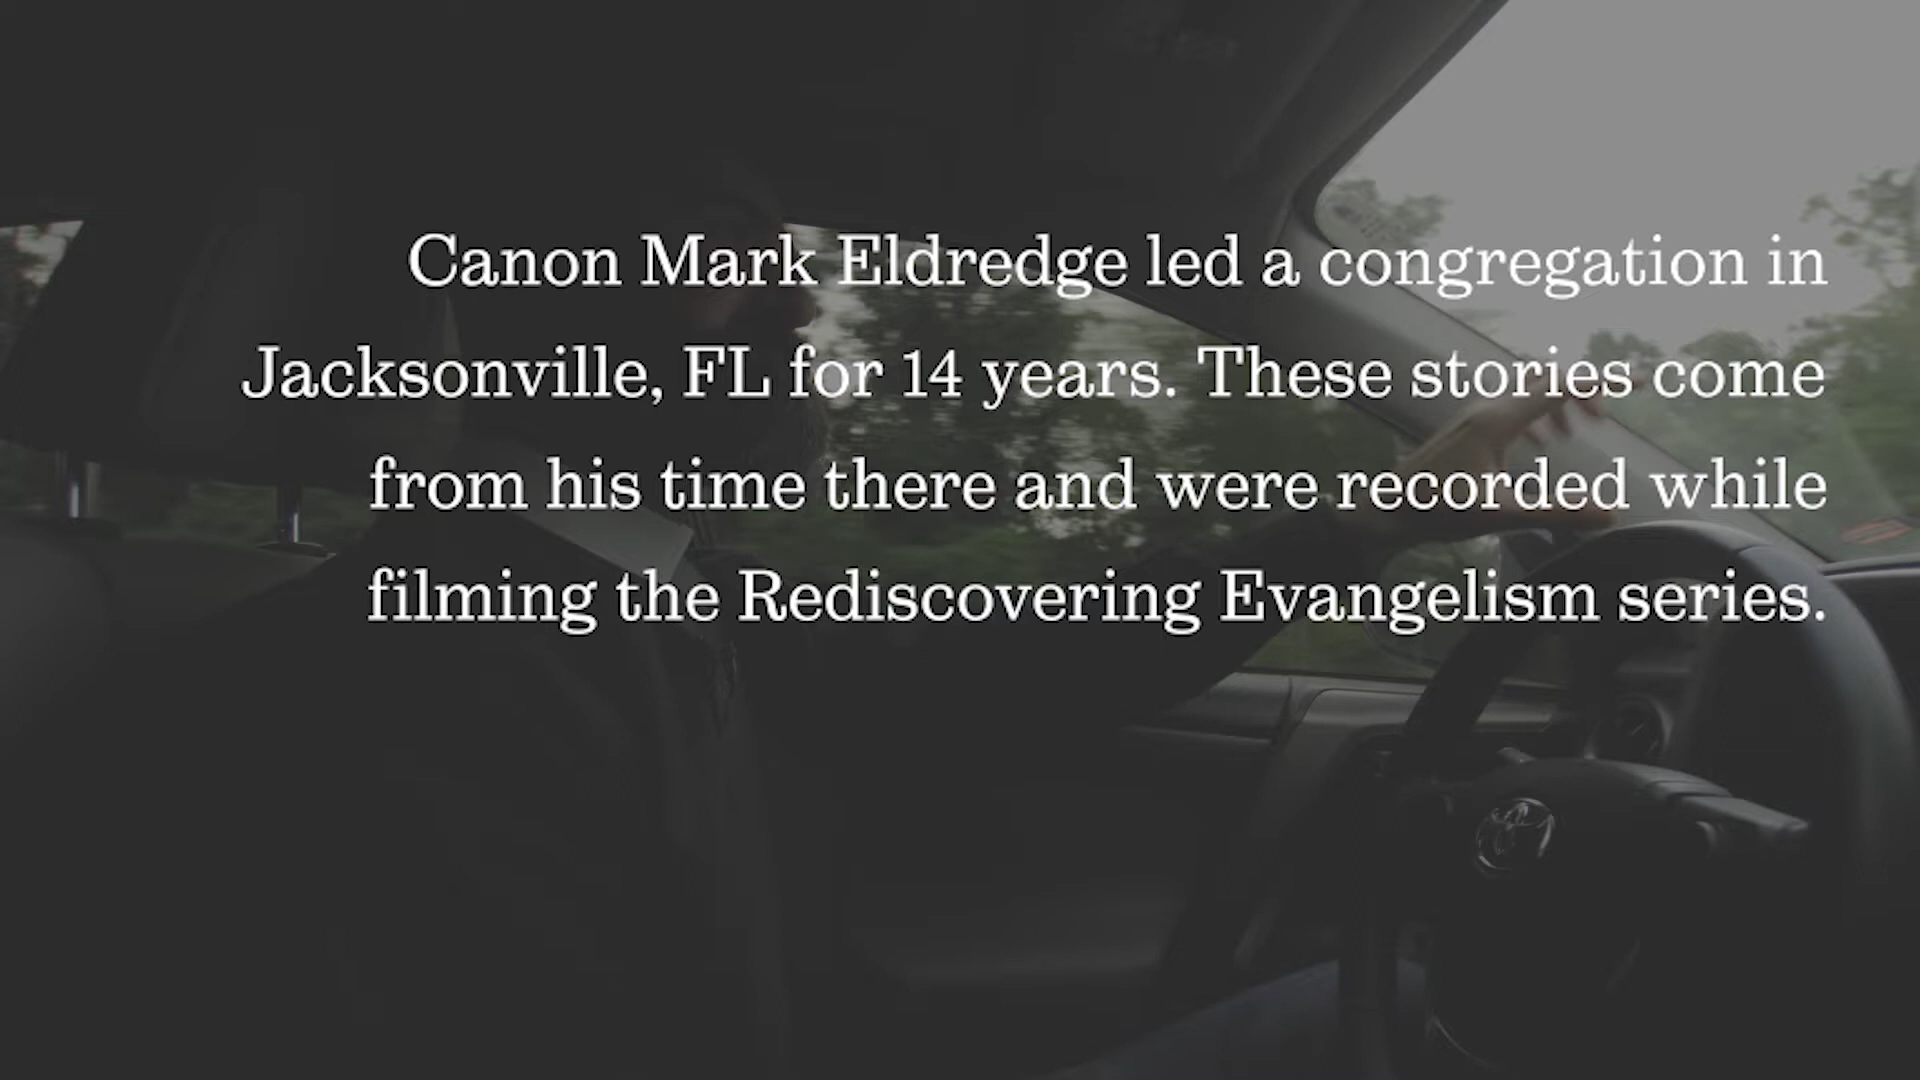 Canon Mark Eldredge led a congregation in
Jacksonville, FL for 14 years. These stories come
from his time there and were recorded while
filming the Rediscovering Evangelism series.